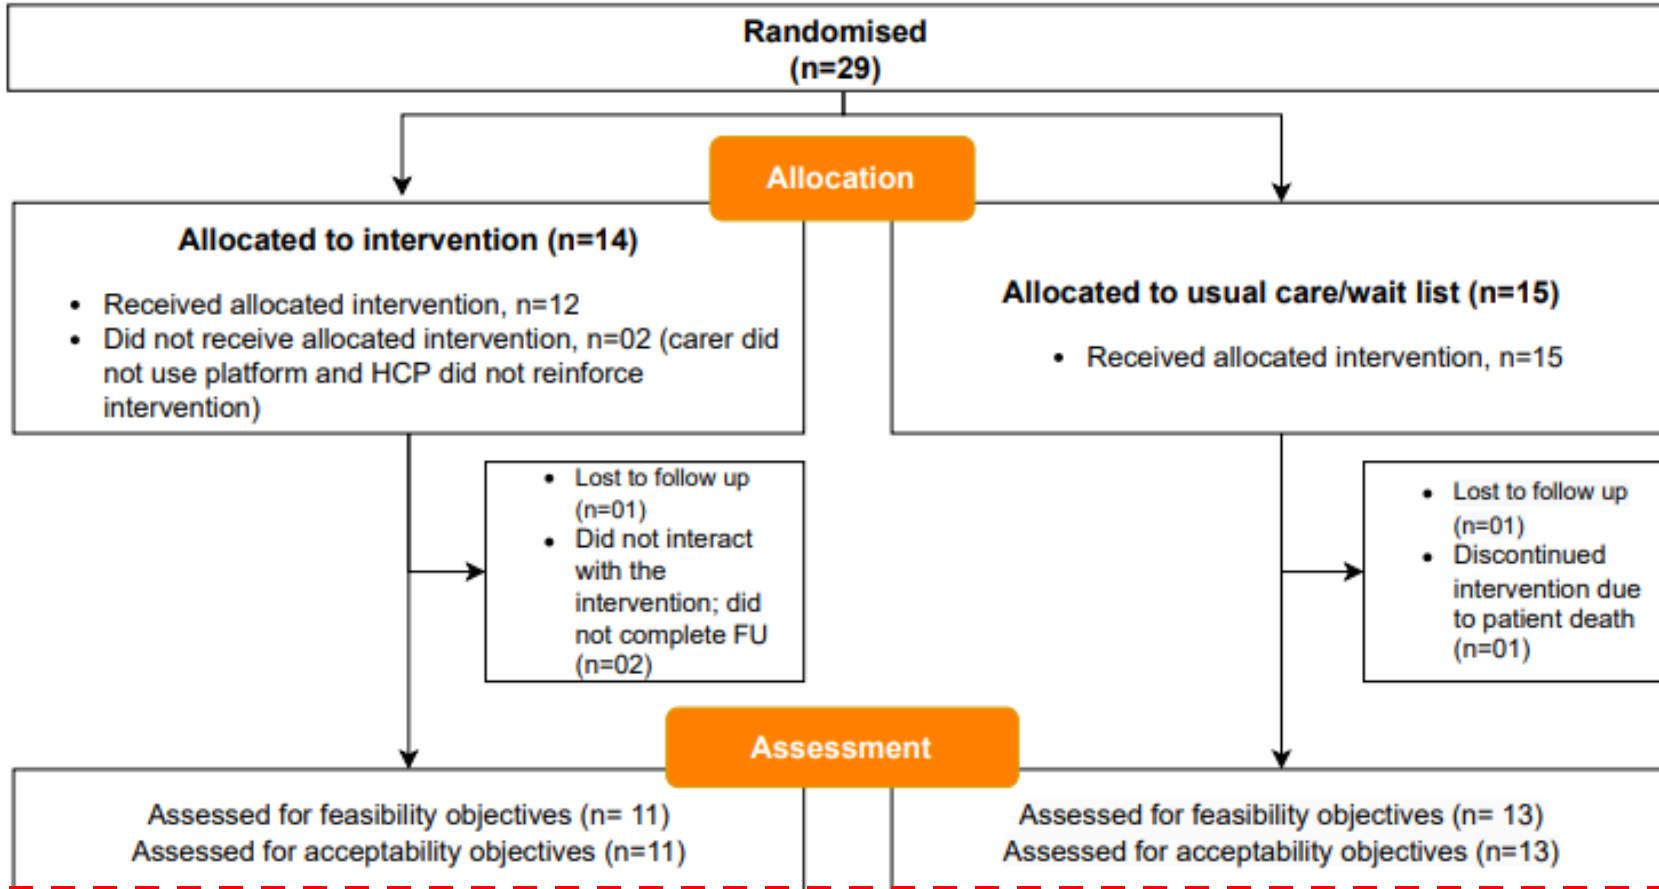 Randomised
(n=29)
Allocation
Allocated to intervention (n=14)
• Received allocated intervention, n=12
• Did not receive allocated intervention, n=02 (carer did
not use platform and HCP did not reinforce
intervention)
Allocated to usual care/wait list (n=15)
• Received allocated intervention, n=15
• Lost to follow up
(n=01)
• Did not interact
with the
intervention; did
not complete FU
(n=02)
• Lost to follow up
(n=01)
• Discontinued
intervention due
to patient death
(n=01)
Assessment
Assessed for feasibility objectives (n= 11)
Assessed for acceptability objectives (n=11)
Assessed for feasibility objectives (n= 13)
Assessed for acceptability objectives (n=13)